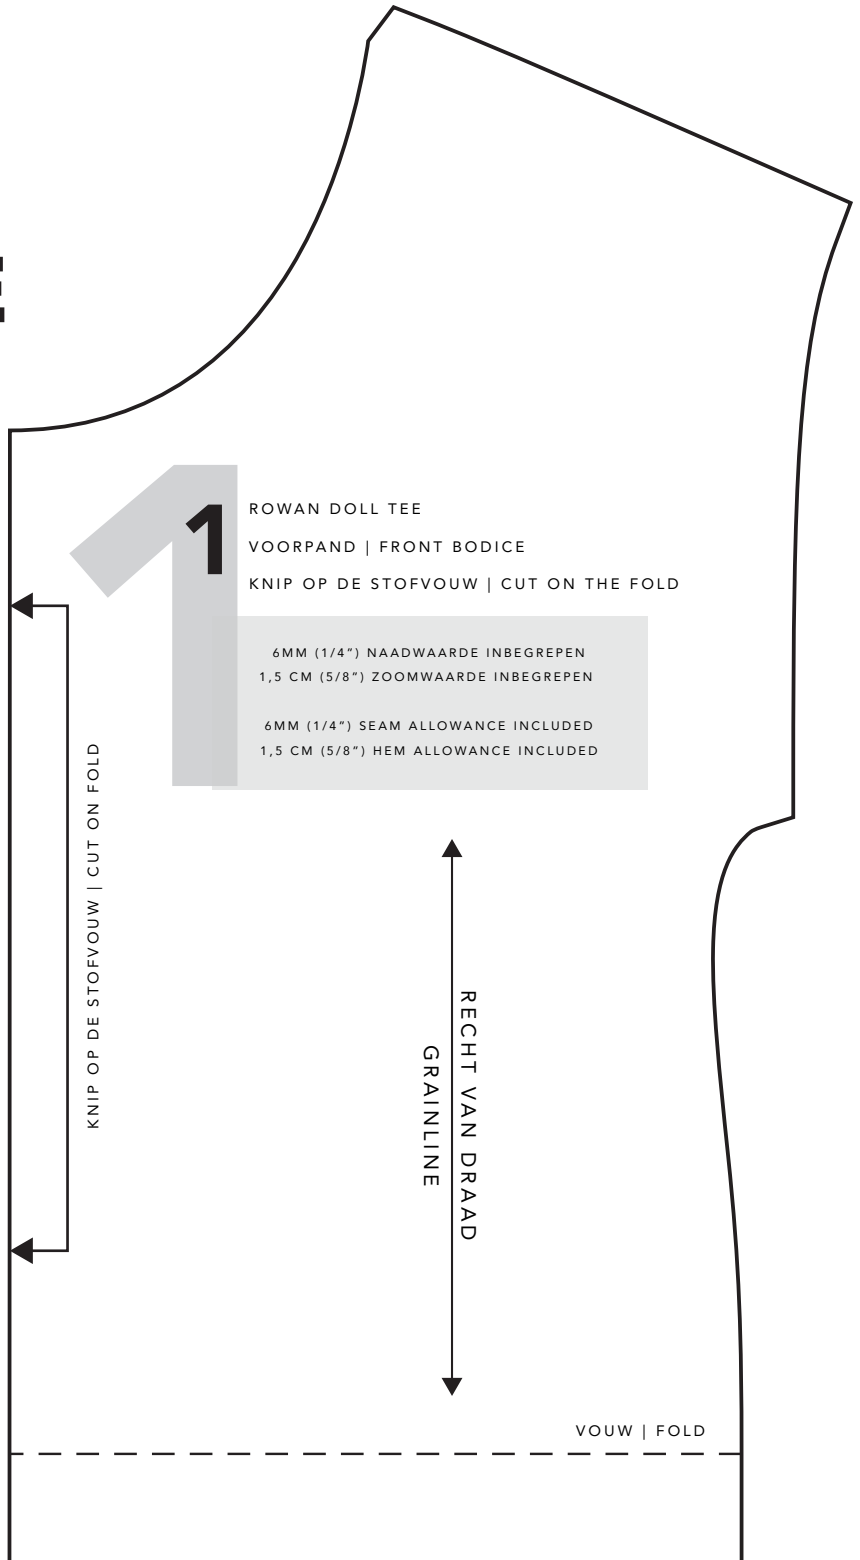 1
ROWAN DOLL TEE
VOORPAND | FRONT BODICE
KNIP OP DE STOFVOUW | CUT ON THE FOLD
6MM (1/4”) NAADWAARDE INBEGREPEN
1,5 CM (5/8”) ZOOMWAARDE INBEGREPEN
6MM (1/4”) SEAM ALLOWANCE INCLUDED
1,5 CM (5/8”) HEM ALLOWANCE INCLUDED
KNIP OP DE STOFVOUW | CUT ON FOLD
RECHT VAN DRAAD
GRAINLINE
VOUW | FOLD